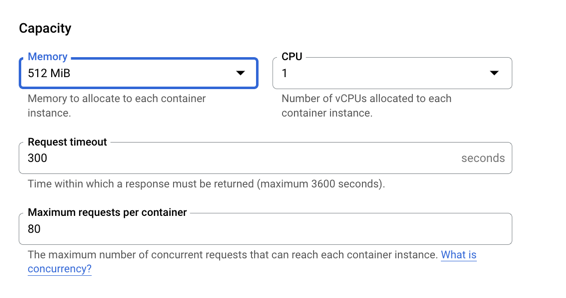 Capacity
Memory
CPU
512 MiB
1
Memory to allocate to each container
instance.
Number of vCPUs allocated to each
container instance.
Request timeout
300
seconds
Time within which a response must be returned (maximum 3600 seconds).
Maximum requests per container
80
The maximum number of concurrent requests that can reach each container instance. What is
concurrency?